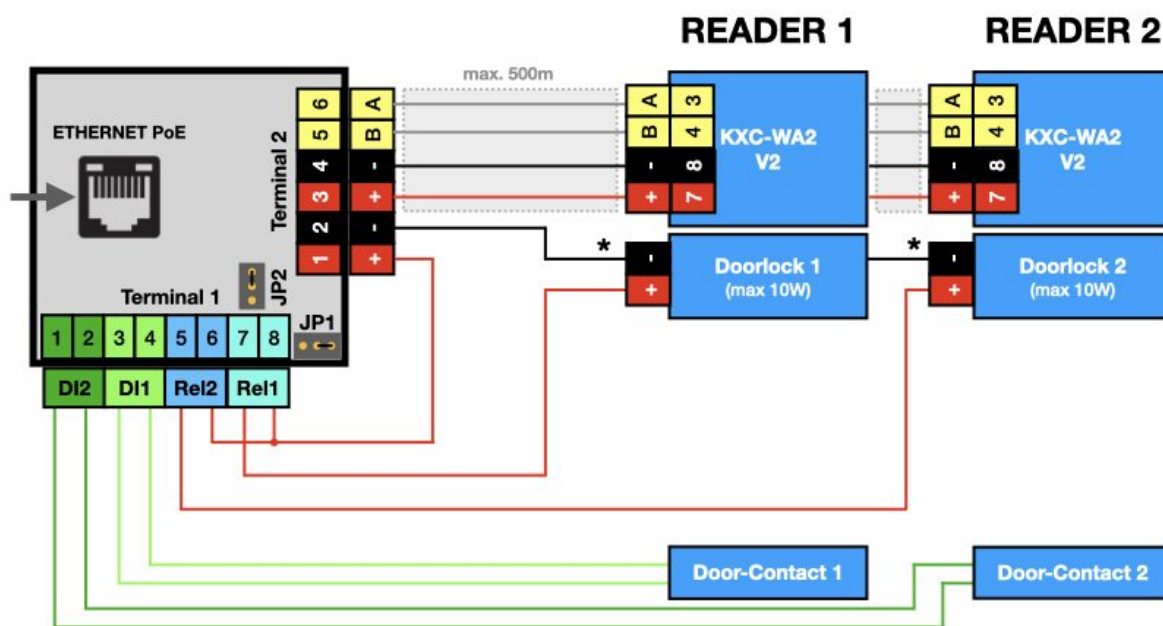 READER 1
READER 2
max. 500m
ETHERNET PoE
Terminal 2
6 A
5 B
4 -
3 +
2 -
1 +
A 3
B 4
- 8
+ 7
KXC-WA2
V2
A 3
B 4
- 8
+ 7
KXC-WA2
V2
*
- 
+
Doorlock 1
(max 10W)
*
-
+
Doorlock 2
(max 10W)
JP2
Terminal 1
JP1
1 2 3 4 5 6 7 8
DI2 DI1 Rel2 Rel1
Door-Contact 1
Door-Contact 2